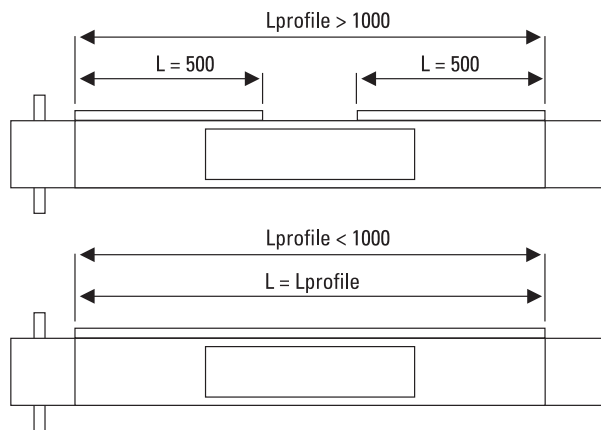 Lprofile > 1000
L = 500 L = 500
Lprofile < 1000
L = Lprofile